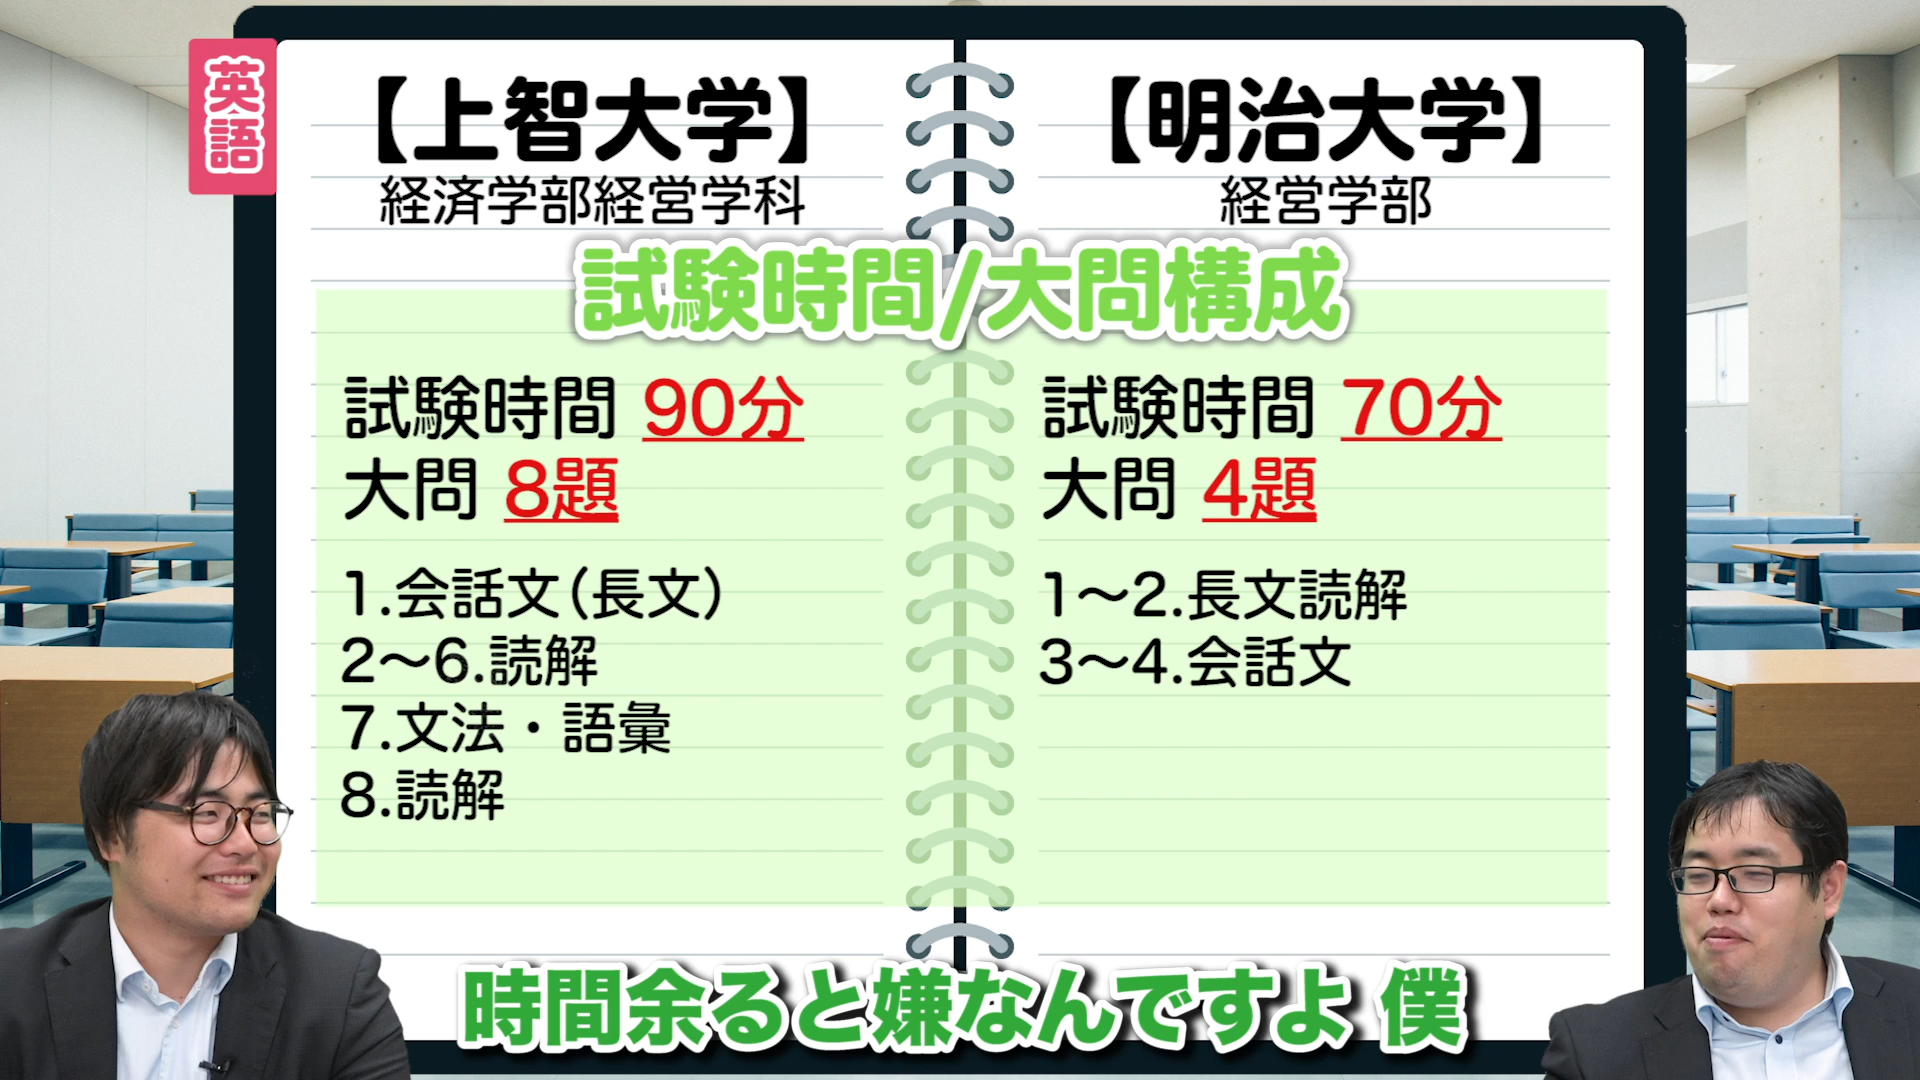 英語
【上智大学】
経済学部経営学科
【明治大学】
経営学部
試験時間/大問構成
試験時間 90分
大問 8題
1.会話文(長文)
2〜6.読解
7.文法・語彙
8.読解
試験時間 70分
大問 4題
1〜2.長文読解
3〜4.会話文
時間余ると嫌なんですよ 僕